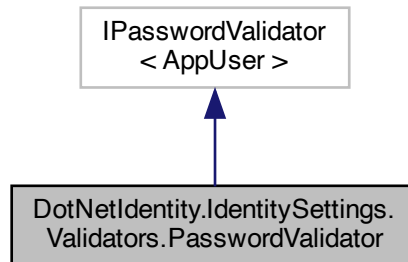 IPasswordValidator
< AppUser >
DotNetIdentity.IdentitySettings.
Validators.PasswordValidator